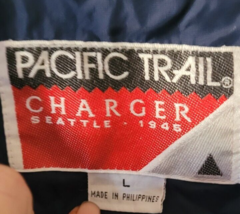 PACIFIC TRAIL®
CHARGER
SEATTLE · 1945
L
MADE IN PHILIPPINES